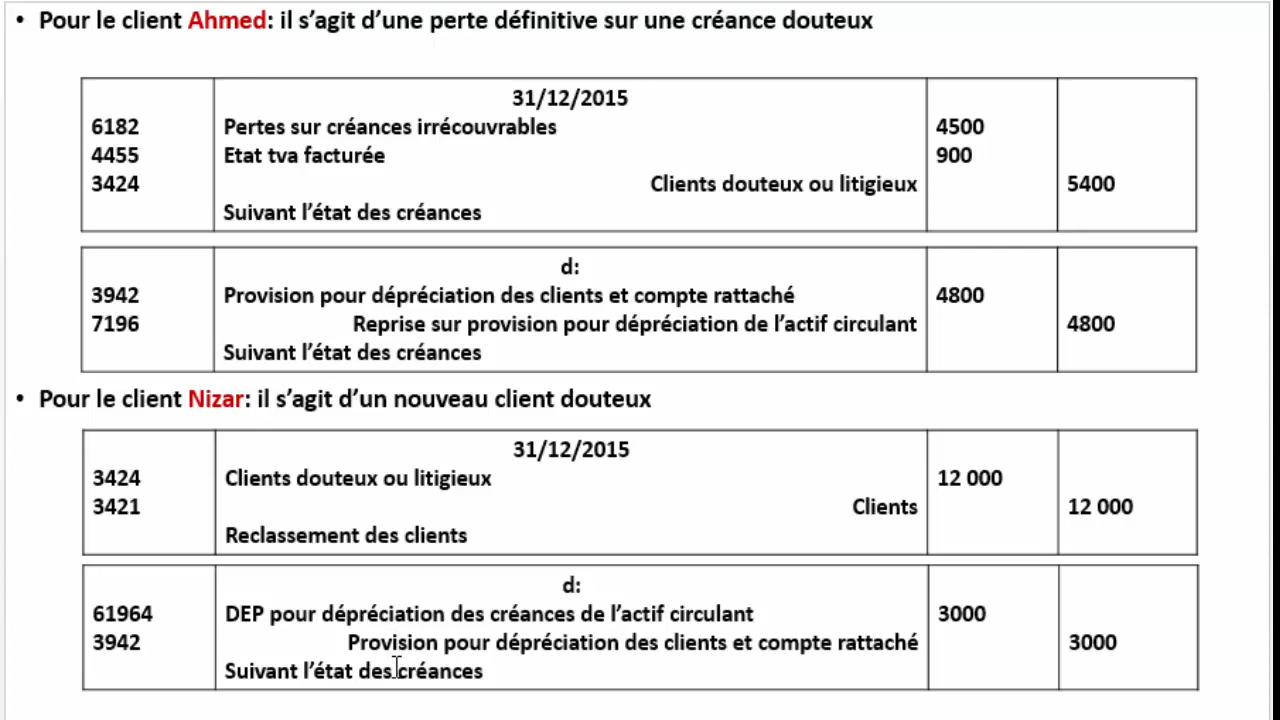 • Pour le client Ahmed: il s'agit d'une perte définitive sur une créance douteux
31/12/2015
6182 Pertes sur créances irrécouvrables 4500
4455 Etat tva facturée 900
3424 Clients douteux ou litigieux 5400
Suivant l'état des créances
d:
3942 Provision pour dépréciation des clients et compte rattaché 4800
7196 Reprise sur provision pour dépréciation de l'actif circulant 4800
Suivant l'état des créances
• Pour le client Nizar: il s'agit d'un nouveau client douteux
31/12/2015
3424 Clients douteux ou litigieux 12 000
3421 Clients 12 000
Reclassement des clients
d:
61964 DEP pour dépréciation des créances de l'actif circulant 3000
3942 Provision pour dépréciation des clients et compte rattaché 3000
Suivant l'état des créances